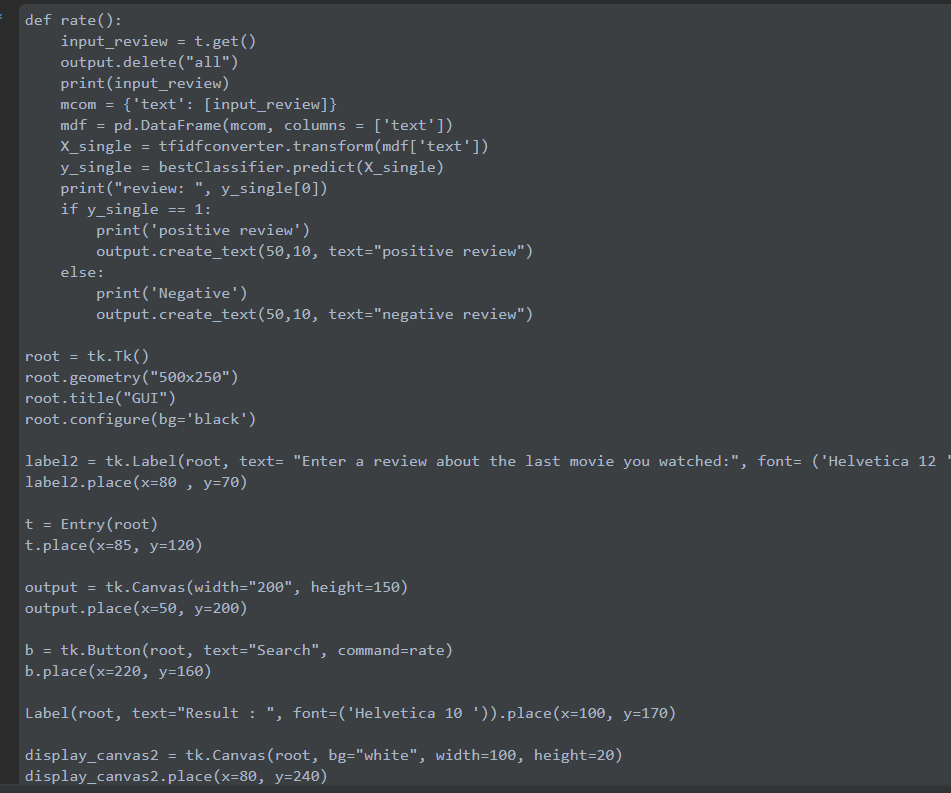 def rate():
    input_review = t.get()
    output.delete("all")
    print(input_review)
    mcom = {'text': [input_review]}
    mdf = pd.DataFrame(mcom, columns = ['text'])
    X_single = tfidfconverter.transform(mdf['text'])
    y_single = bestClassifier.predict(X_single)
    print("review: ", y_single[0])
    if y_single == 1:
        print('positive review')
        output.create_text(50,10, text="positive review")
    else:
        print('Negative')
        output.create_text(50,10, text="negative review")
root = tk.Tk()
root.geometry("500x250")
root.title("GUI")
root.configure(bg='black')
label2 = tk.Label(root, text= "Enter a review about the last movie you watched:", font= ('Helvetica 12 '
label2.place(x=80 , y=70)
t = Entry(root)
t.place(x=85, y=120)
output = tk.Canvas(width="200", height=150)
output.place(x=50, y=200)
b = tk.Button(root, text="Search", command=rate)
b.place(x=220, y=160)
Label(root, text="Result : ", font=('Helvetica 10 ')).place(x=100, y=170)
display_canvas2 = tk.Canvas(root, bg="white", width=100, height=20)
display_canvas2.place(x=80, y=240)